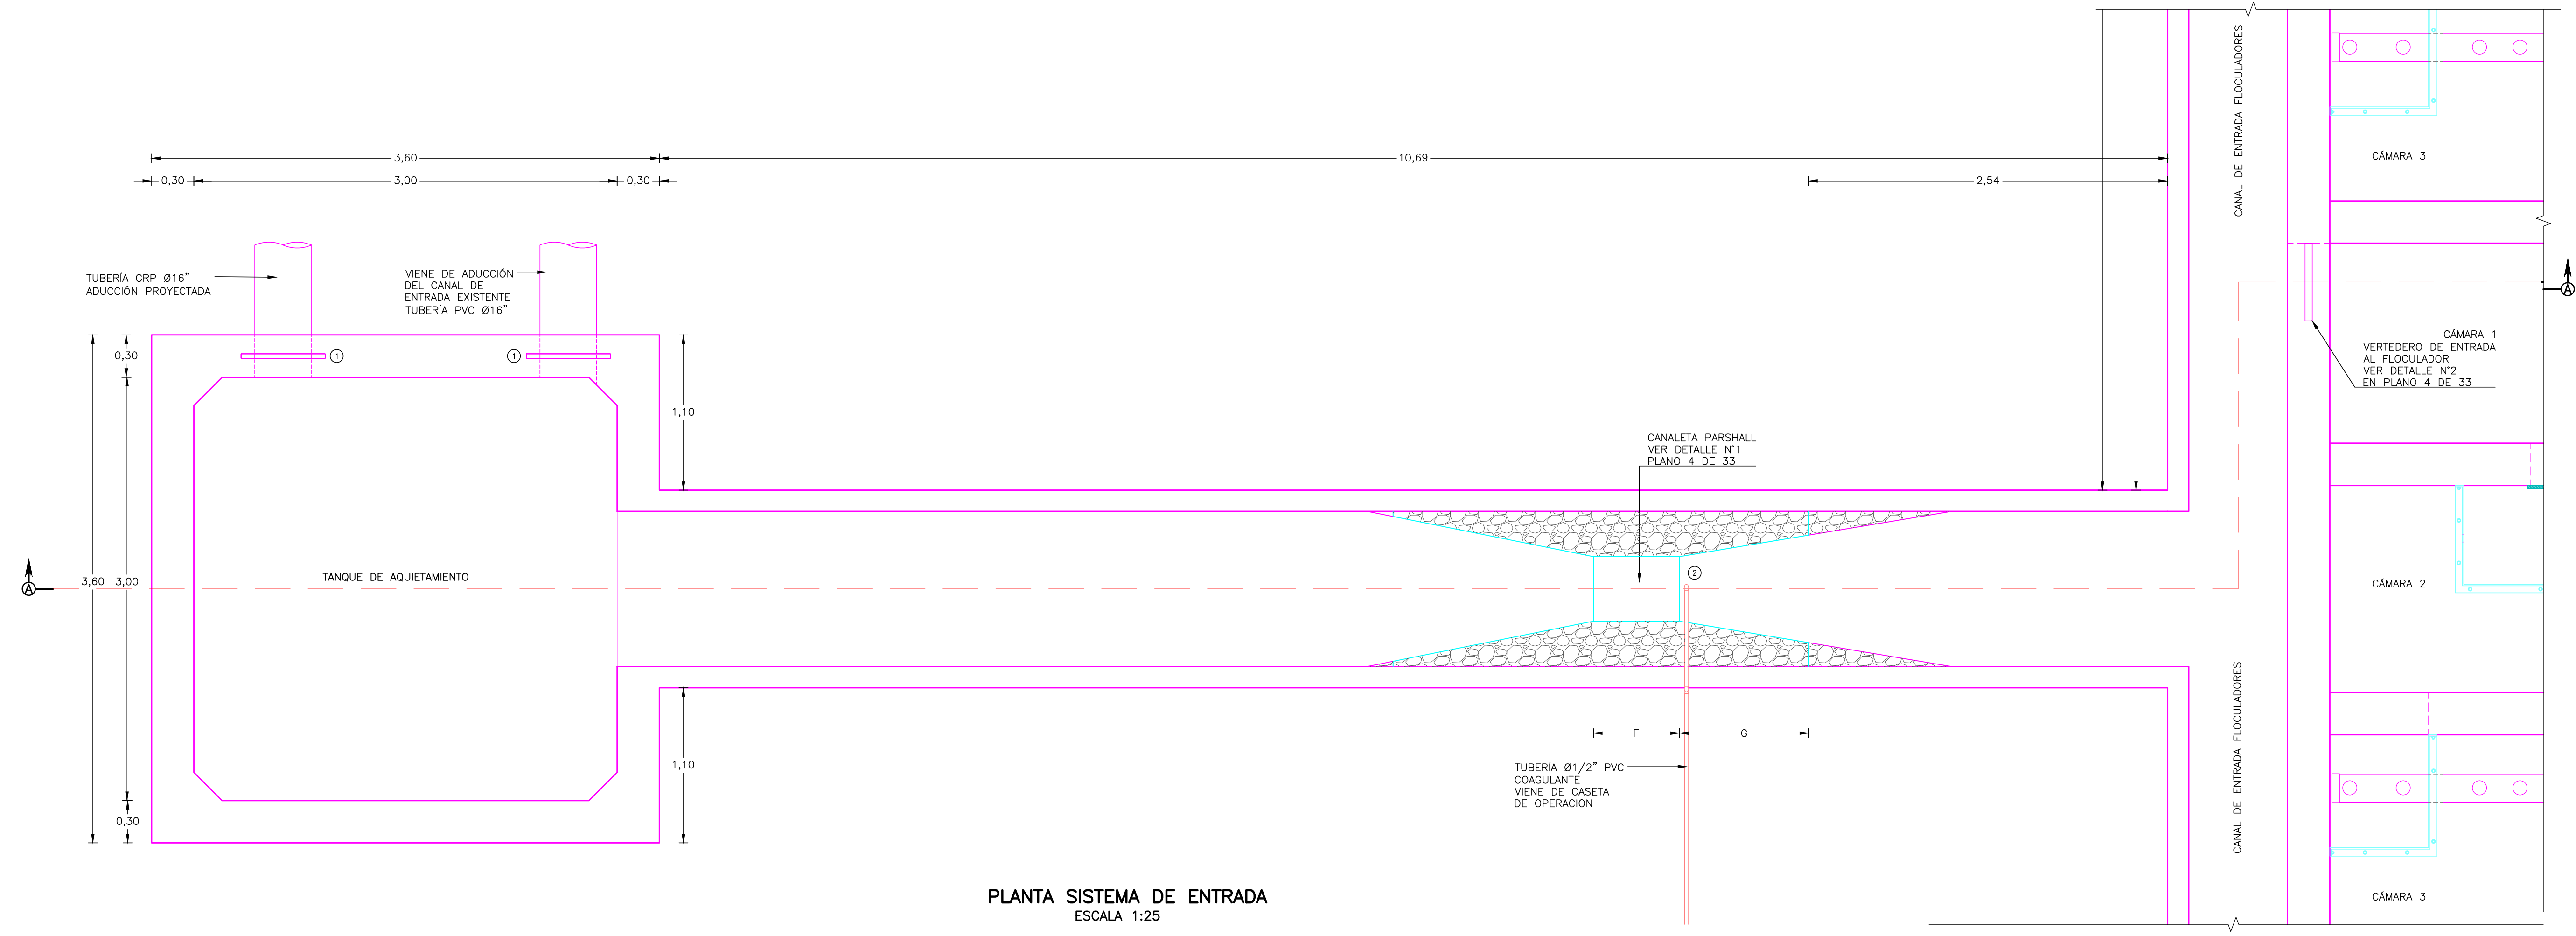 CANAL DE ENTRADA FLOCULADORES
CÁMARA 3
3,60
10,69
0,30
3,00
0,30
2,54
TUBERÍA GRP Ø16"
ADUCCIÓN PROYECTADA
VIENE DE ADUCCIÓN
DEL CANAL DE
ENTRADA EXISTENTE
TUBERÍA PVC Ø16"
A
CÁMARA 1
VERTEDERO DE ENTRADA
AL FLOCULADOR
VER DETALLE N°2
EN PLANO 4 DE 33
0,30
1
1
1,10
CANALETA PARSHALL
VER DETALLE N°1
PLANO 4 DE 33
A
3,60
3,00
TANQUE DE AQUIETAMIENTO
2
CÁMARA 2
CANAL DE ENTRADA FLOCULADORES
F
G
1,10
TUBERÍA Ø1/2" PVC
COAGULANTE
VIENE DE CASETA
DE OPERACION
0,30
CÁMARA 3
PLANTA SISTEMA DE ENTRADA
ESCALA 1:25